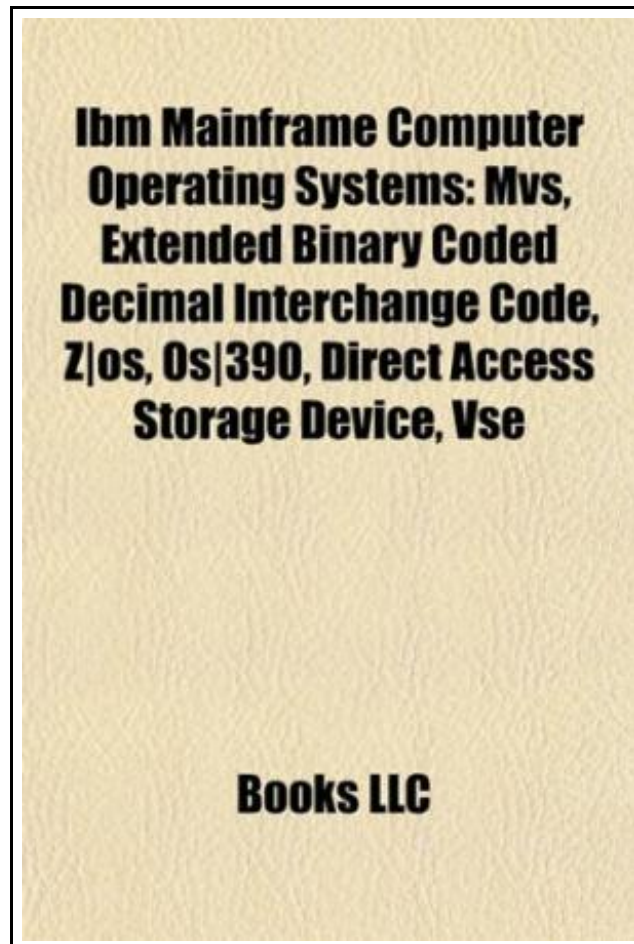 Ibm Mainframe Computer
Operating Systems: Mvs,
Extended Binary Coded
Decimal Interchange Code,
Z|os, Os|390, Direct Access
Storage Device, Vse
Books LLC